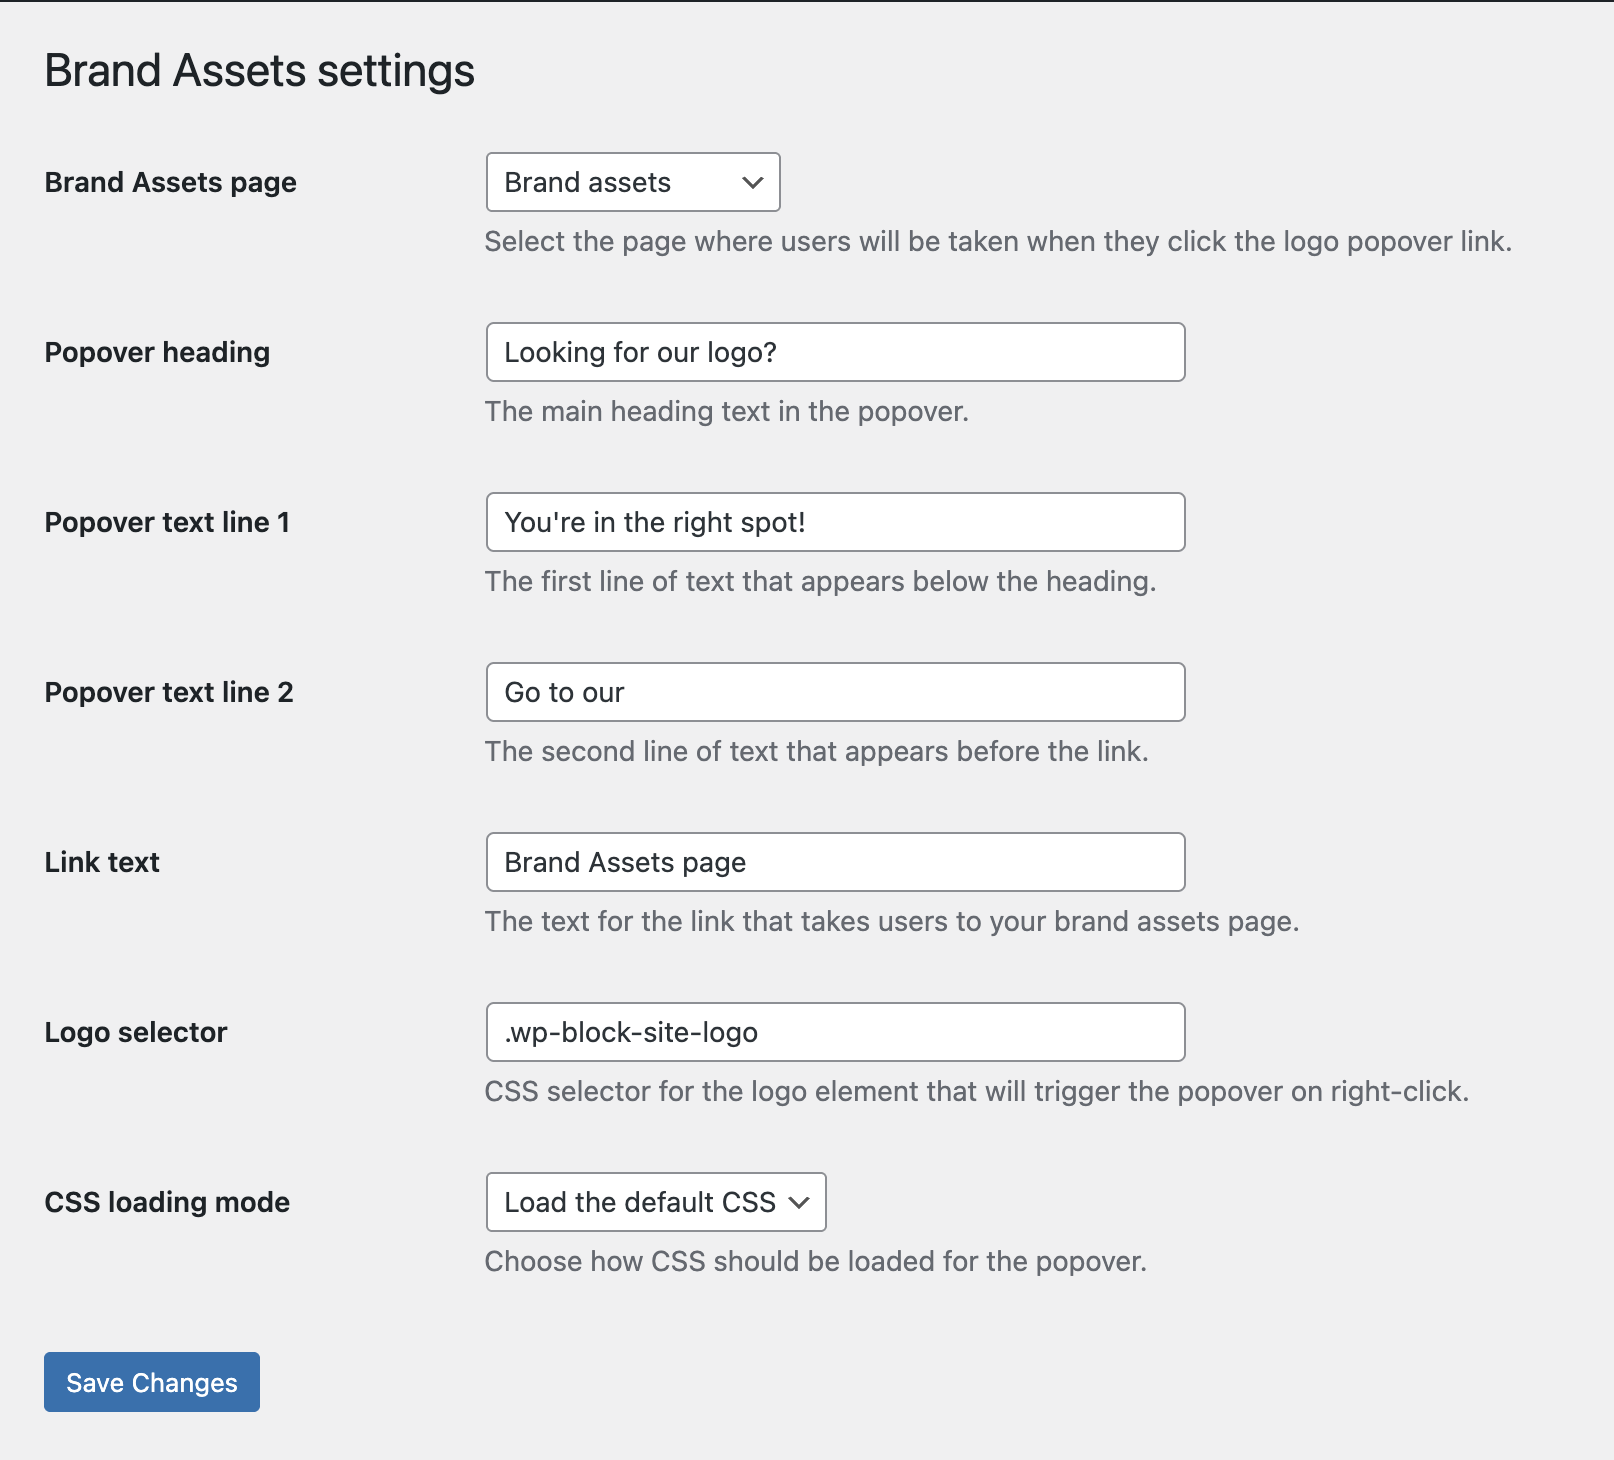 Brand Assets settings
Brand Assets page
Brand assets
Select the page where users will be taken when they click the logo popover link.
Popover heading
Looking for our logo?
The main heading text in the popover.
Popover text line 1
You're in the right spot!
The first line of text that appears below the heading.
Popover text line 2
Go to our
The second line of text that appears before the link.
Link text
Brand Assets page
The text for the link that takes users to your brand assets page.
Logo selector
.wp-block-site-logo
CSS selector for the logo element that will trigger the popover on right-click.
CSS loading mode
Load the default CSS
Choose how CSS should be loaded for the popover.
Save Changes